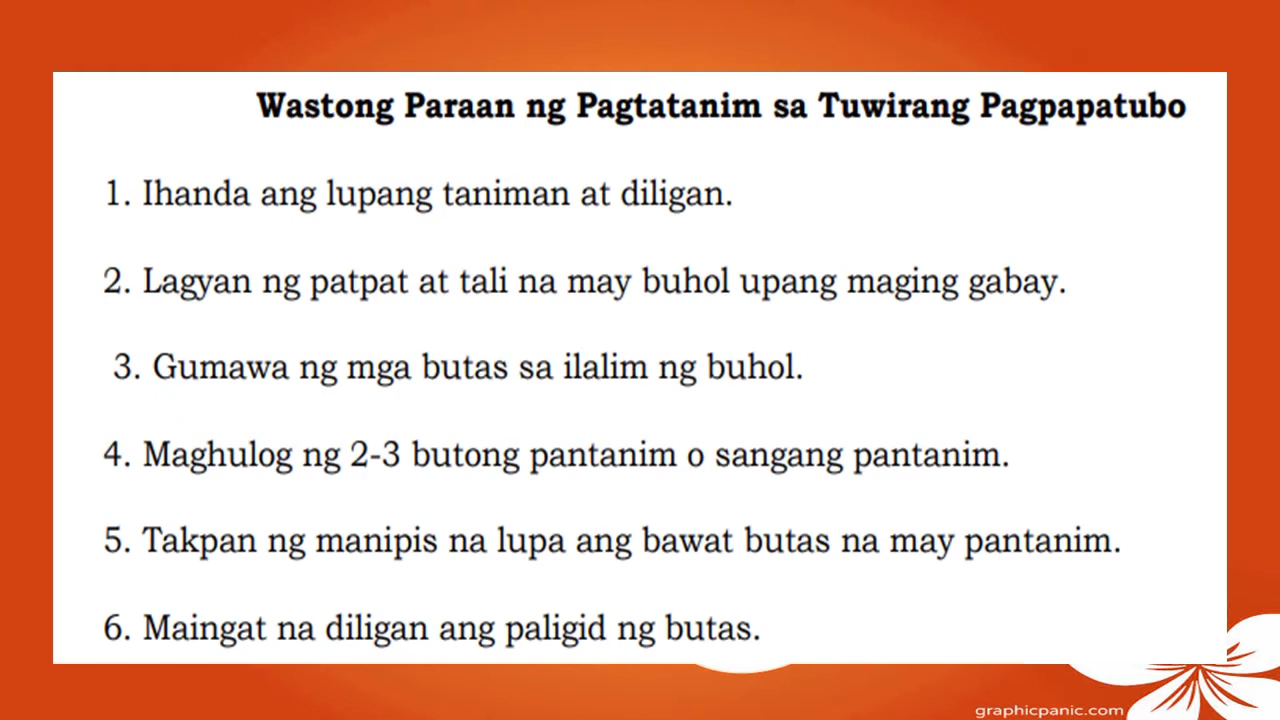 Wastong Paraan ng Pagtatanim sa Tuwirang Pagpapatubo
1. Ihanda ang lupang taniman at diligan.
2. Lagyan ng patpat at tali na may buhol upang maging gabay.
3. Gumawa ng mga butas sa ilalim ng buhol.
4. Maghulog ng 2-3 butong pantanim o sangang pantanim.
5. Takpan ng manipis na lupa ang bawat butas na may pantanim.
6. Maingat na diligan ang paligid ng butas.
graphicpanic.com